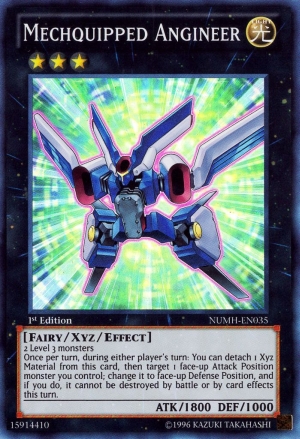 MECHQUIPPED ANGINEER
LIGHT
光
1st Edition
NUMH-EN035
[FAIRY/XYZ/EFFECT]
2 Level 3 monsters
Once per turn, during either player's turn: You can detach 1 Xyz
Material from this card, then target 1 face-up Attack Position
monster you control; change it to face-up Defense Position, and
if you do, it cannot be destroyed by battle or by card effects
this turn.
ATK/1800 DEF/1000
15914410
©1996 KAZUKI TAKAHASHI